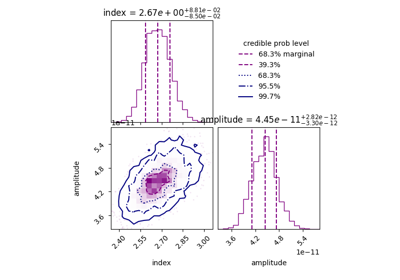 index = 2.67e+00+8.81e−02 −8.50e−02
credible prob level
68.3% marginal
39.3%
68.3%
95.5%
99.7%
1e−11
amplitude = 4.45e−11+2.82e−12 −3.30e−12
amplitude
5.4
4.8
4.2
3.6
2.40
2.55
2.70
2.85
3.00
index
3.6
4.2
4.8
5.4
1e−11
amplitude